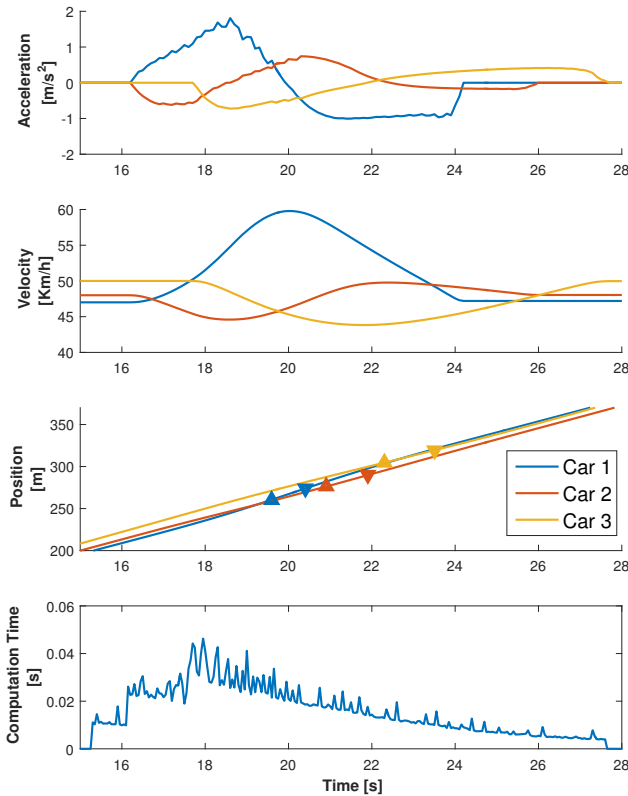 2
1
0
-1
-2
Acceleration
[m/s²]
16 18 20 22 24 26 28
60
55
50
45
40
Velocity
[Km/h]
16 18 20 22 24 26 28
350
300
250
200
Position
[m]
Car 1
Car 2
Car 3
16 18 20 22 24 26 28
0.06
0.04
0.02
0
Computation Time
[s]
16 18 20 22 24 26 28
Time [s]